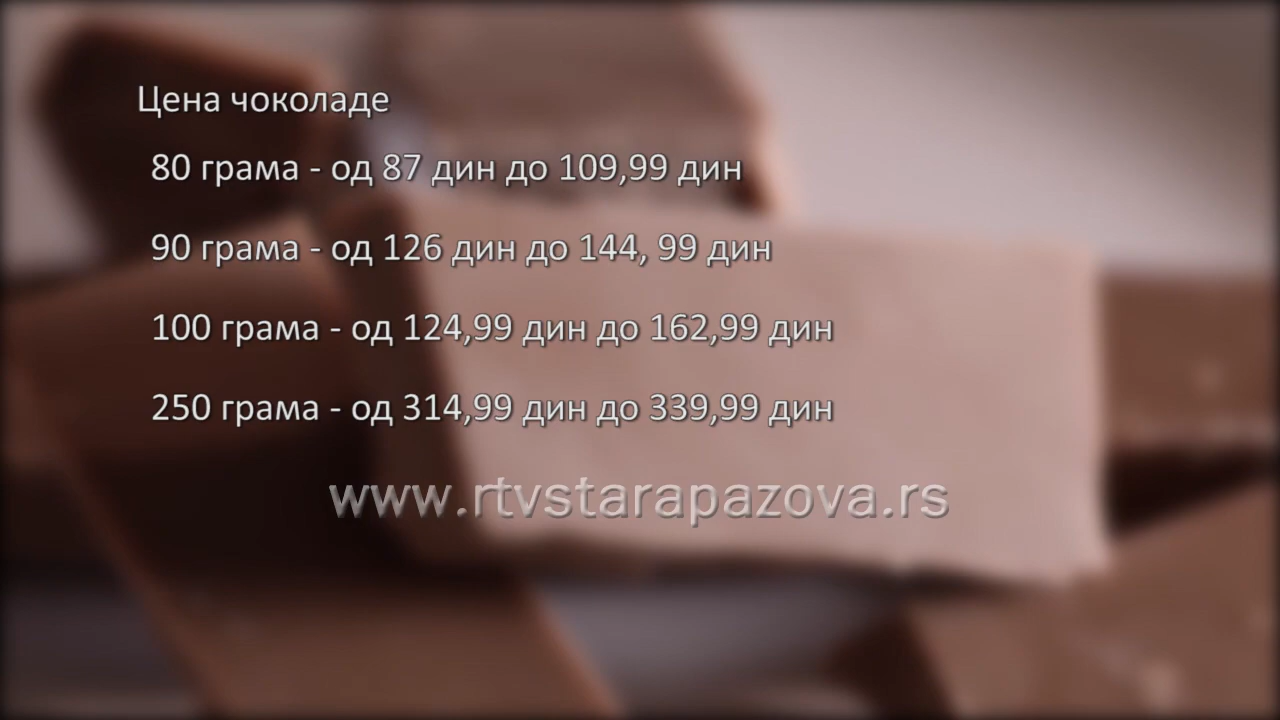 Цена чоколаде
80 грама - од 87 дин до 109,99 дин
90 грама - од 126 дин до 144, 99 дин
100 грама - од 124,99 дин до 162,99 дин
250 грама - од 314,99 дин до 339,99 дин
www.rtvstarapazova.rs